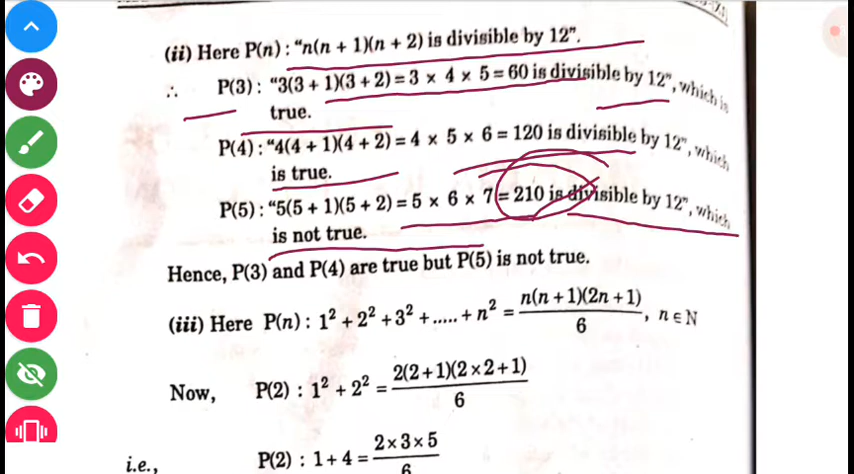 (ii) Here P(n) : “n(n + 1)(n + 2) is divisible by 12”.
∴ P(3) : “3(3 + 1)(3 + 2) = 3 × 4 × 5 = 60 is divisible by 12”, which is
true.
P(4) : “4(4 + 1)(4 + 2) = 4 × 5 × 6 = 120 is divisible by 12”, which
is true.
P(5) : “5(5 + 1)(5 + 2) = 5 × 6 × 7 = 210 is divisible by 12”, which
is not true.
Hence, P(3) and P(4) are true but P(5) is not true.
(iii) Here P(n) : 1² + 2² + 3² + ..... + n² = n(n + 1)(2n + 1) / 6 , n ∈ N
Now, P(2) : 1² + 2² = 2(2 + 1)(2 × 2 + 1) / 6
i.e., P(2) : 1 + 4 = 2 × 3 × 5 / 6